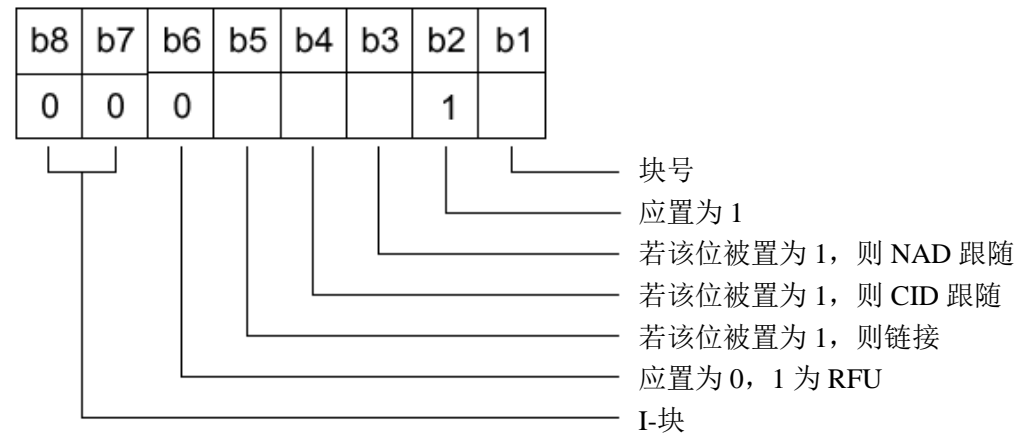 b8 b7 b6 b5 b4 b3 b2 b1
0 0 0 1
块号
应置为 1
若该位被置为 1，则 NAD 跟随
若该位被置为 1，则 CID 跟随
若该位被置为 1，则链接
应置为 0，1 为 RFU
I-块